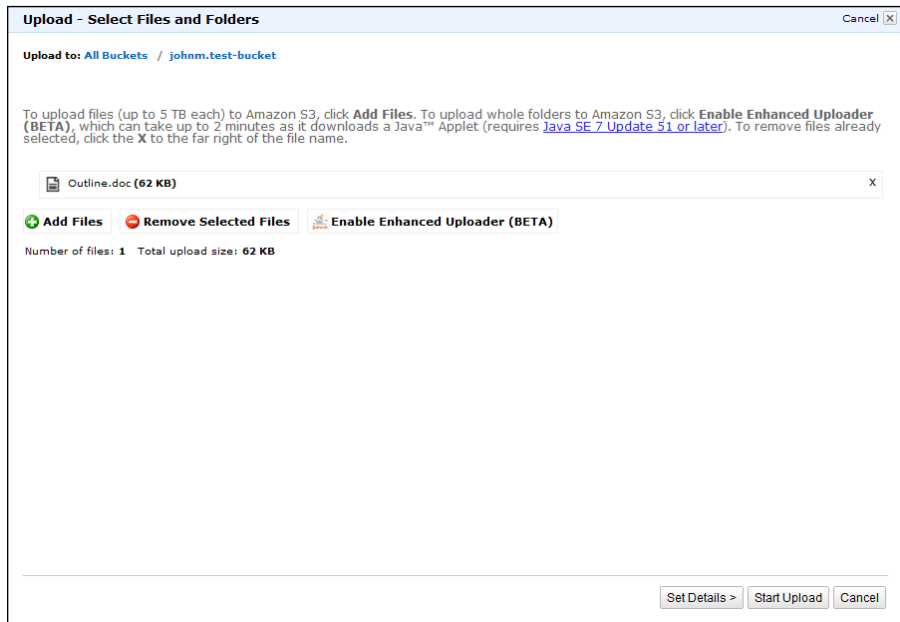 Upload - Select Files and Folders
Cancel X
Upload to: All Buckets / johnm.test-bucket
To upload files (up to 5 TB each) to Amazon S3, click Add Files. To upload whole folders to Amazon S3, click Enable Enhanced Uploader
(BETA), which can take up to 2 minutes as it downloads a Java™ Applet (requires Java SE 7 Update 51 or later). To remove files already
selected, click the X to the far right of the file name.
Outline.doc (62 KB) X
Add Files Remove Selected Files Enable Enhanced Uploader (BETA)
Number of files: 1 Total upload size: 62 KB
Set Details > Start Upload Cancel